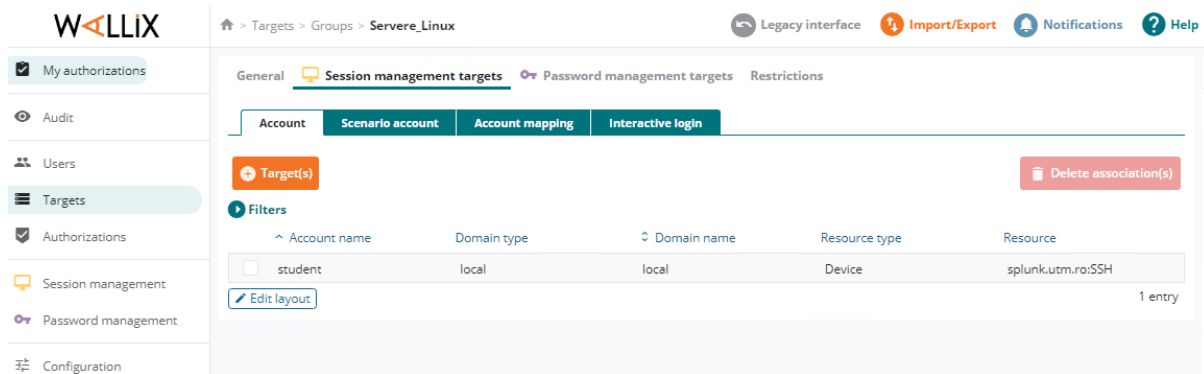 WALLIX
> Targets > Groups > Servere_Linux
Legacy interface
Import/Export
Notifications
? Help
My authorizations
Audit
Users
Targets
Authorizations
Session management
Password management
Configuration
General
Session management targets
Password management targets
Restrictions
Account
Scenario account
Account mapping
Interactive login
Target(s)
Delete association(s)
Filters
Account name Domain type Domain name Resource type Resource
student local local Device splunk.utm.ro:SSH
Edit layout
1 entry